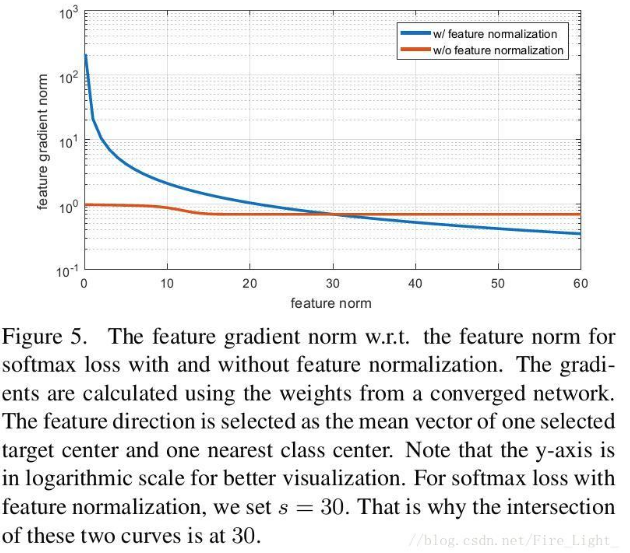 10³
w/ feature normalization
w/o feature normalization
10²
10¹
10⁰
10⁻¹
feature gradient norm
0 10 20 30 40 50 60
feature norm
Figure 5. The feature gradient norm w.r.t. the feature norm for
softmax loss with and without feature normalization. The gradi-
ents are calculated using the weights from a converged network.
The feature direction is selected as the mean vector of one selected
target center and one nearest class center. Note that the y-axis is
in logarithmic scale for better visualization. For softmax loss with
feature normalization, we set s = 30. That is why the intersection
of these two curves is at 30.
//blog.csdn.net/Fire_Light_